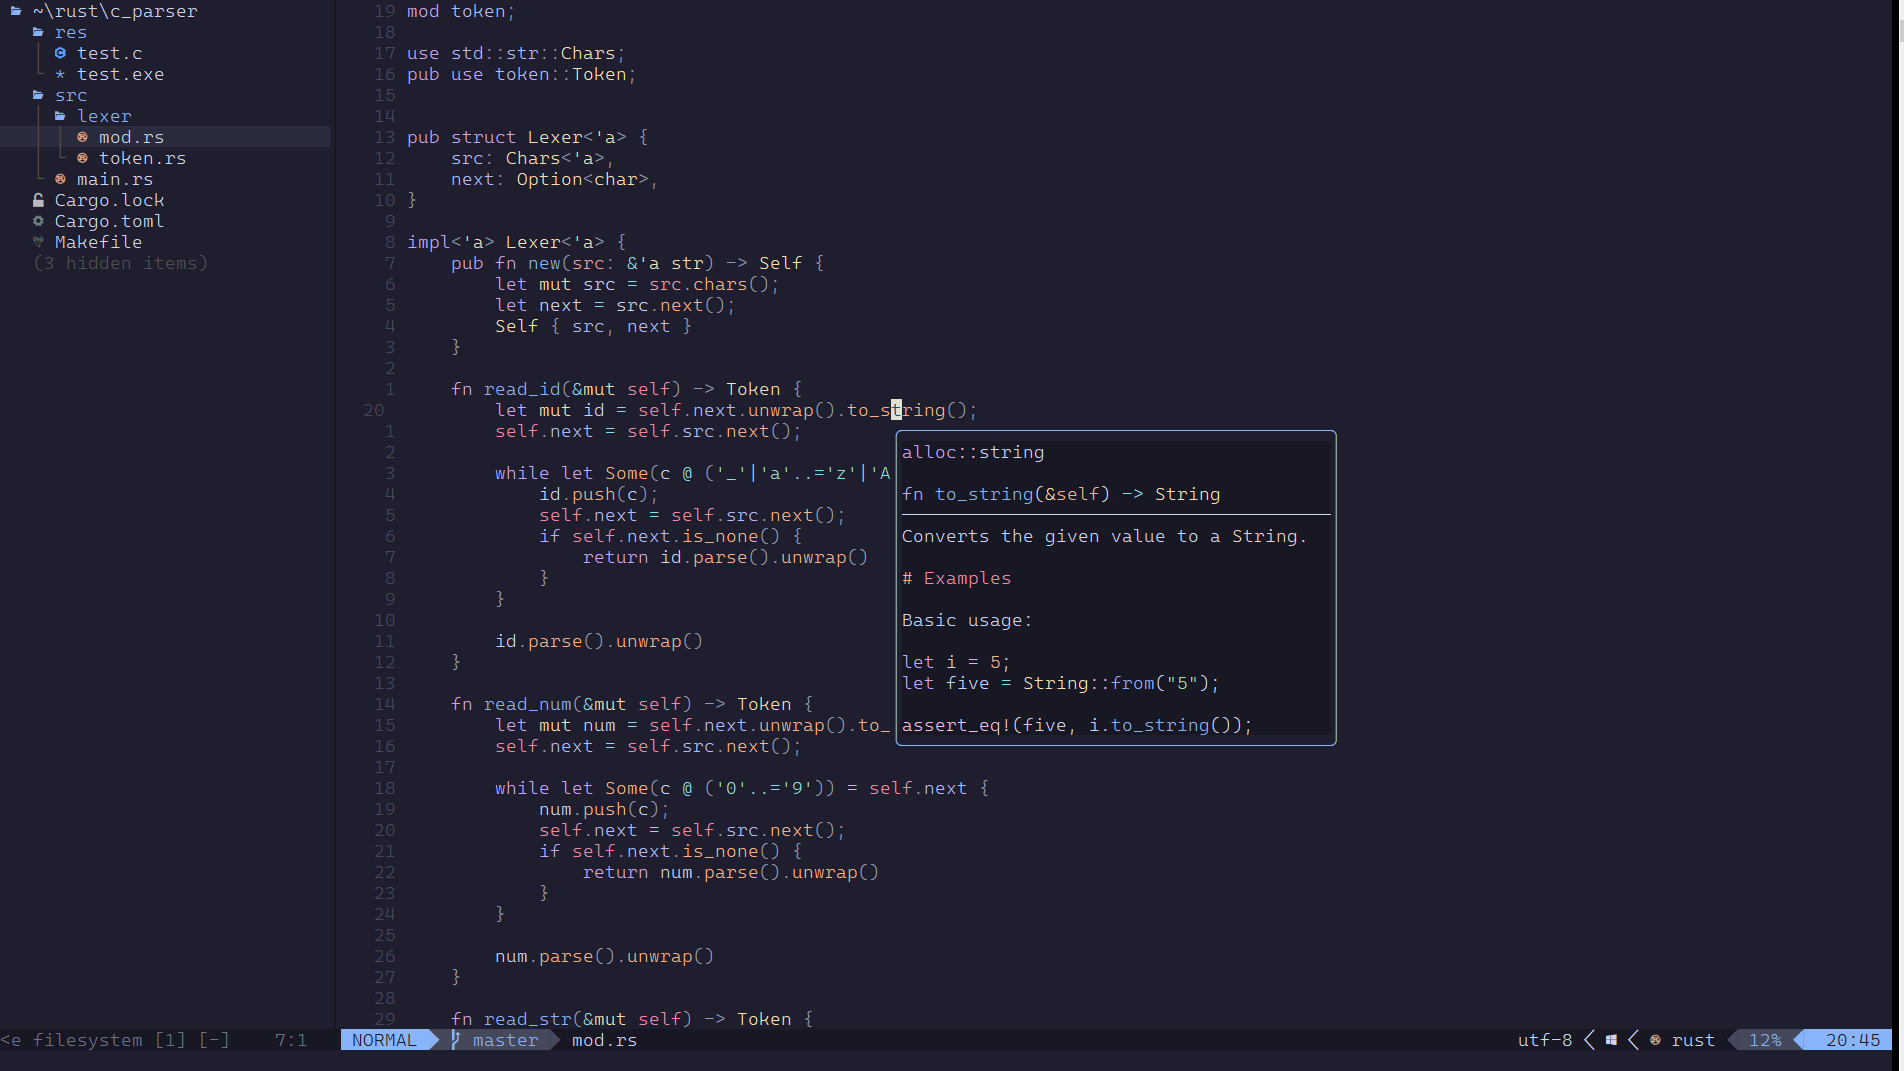 ~\rust\c_parser
res
test.c
* test.exe
src
lexer
mod.rs
token.rs
main.rs
Cargo.lock
Cargo.toml
Makefile
(3 hidden items)
19 mod token;
18
17 use std::str::Chars;
16 pub use token::Token;
15
14
13 pub struct Lexer<'a> {
12     src: Chars<'a>,
11     next: Option<char>,
10 }
9
8 impl<'a> Lexer<'a> {
7     pub fn new(src: &'a str) -> Self {
6         let mut src = src.chars();
5         let next = src.next();
4         Self { src, next }
3     }
2
1     fn read_id(&mut self) -> Token {
20         let mut id = self.next.unwrap().to_string();
1         self.next = self.src.next();
2
3         while let Some(c @ ('_'|'a'..='z'|'A
4             id.push(c);
5             self.next = self.src.next();
6             if self.next.is_none() {
7                 return id.parse().unwrap()
8             }
9         }
10
11         id.parse().unwrap()
12     }
13
14     fn read_num(&mut self) -> Token {
15         let mut num = self.next.unwrap().to_
16         self.next = self.src.next();
17
18         while let Some(c @ ('0'..='9')) = self.next {
19             num.push(c);
20             self.next = self.src.next();
21             if self.next.is_none() {
22                 return num.parse().unwrap()
23             }
24         }
25
26         num.parse().unwrap()
27     }
28
29     fn read_str(&mut self) -> Token {
alloc::string
fn to_string(&self) -> String
Converts the given value to a String.
# Examples
Basic usage:
let i = 5;
let five = String::from("5");
assert_eq!(five, i.to_string());
<e filesystem [1] [-] 7:1
NORMAL master mod.rs
utf-8 rust 12% 20:45